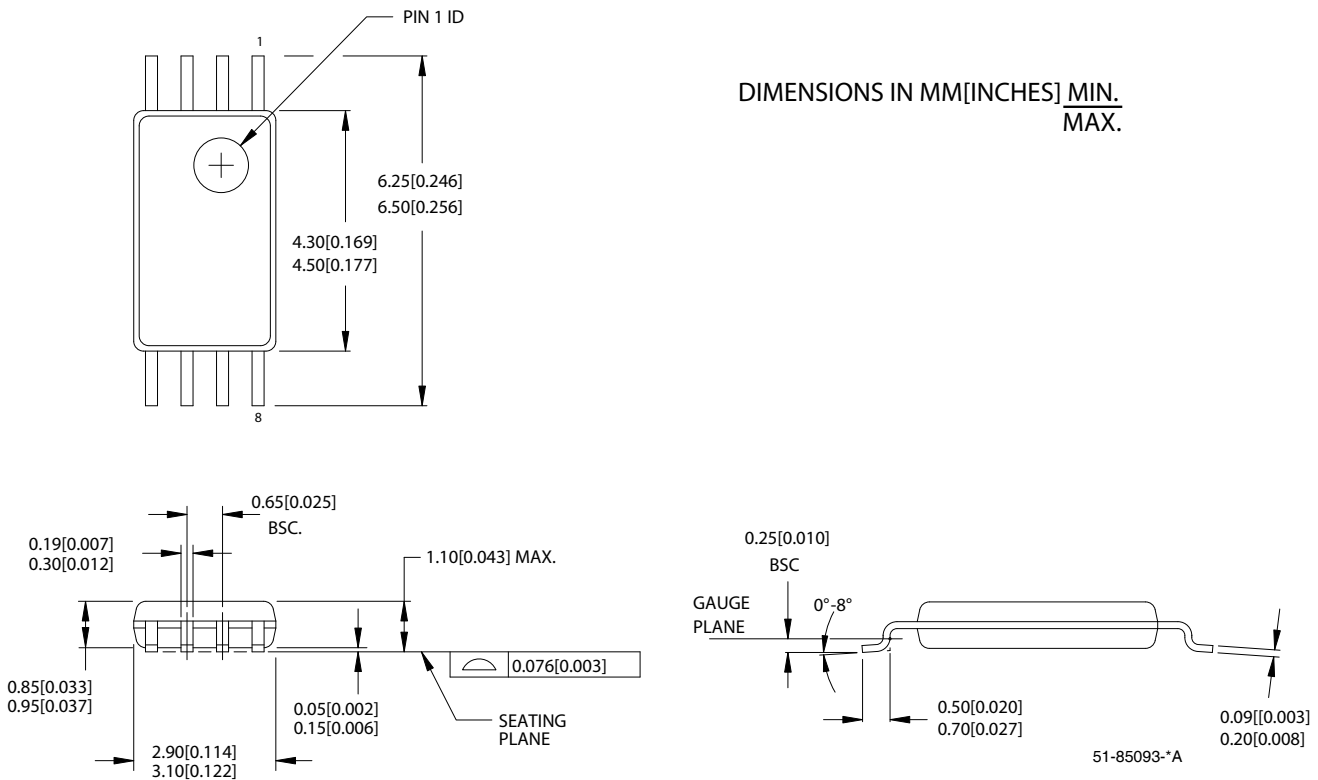 PIN 1 ID
1
DIMENSIONS IN MM[INCHES] MIN.
MAX.
6.25[0.246]
6.50[0.256]
4.30[0.169]
4.50[0.177]
8
0.65[0.025]
BSC.
0.19[0.007]
0.30[0.012]
1.10[0.043] MAX.
0.85[0.033]
0.95[0.037]
0.05[0.002]
0.15[0.006]
0.076[0.003]
SEATING
PLANE
2.90[0.114]
3.10[0.122]
0.25[0.010]
BSC
GAUGE
PLANE
0°-8°
0.50[0.020]
0.70[0.027]
0.09[[0.003]
0.20[0.008]
51-85093-*A